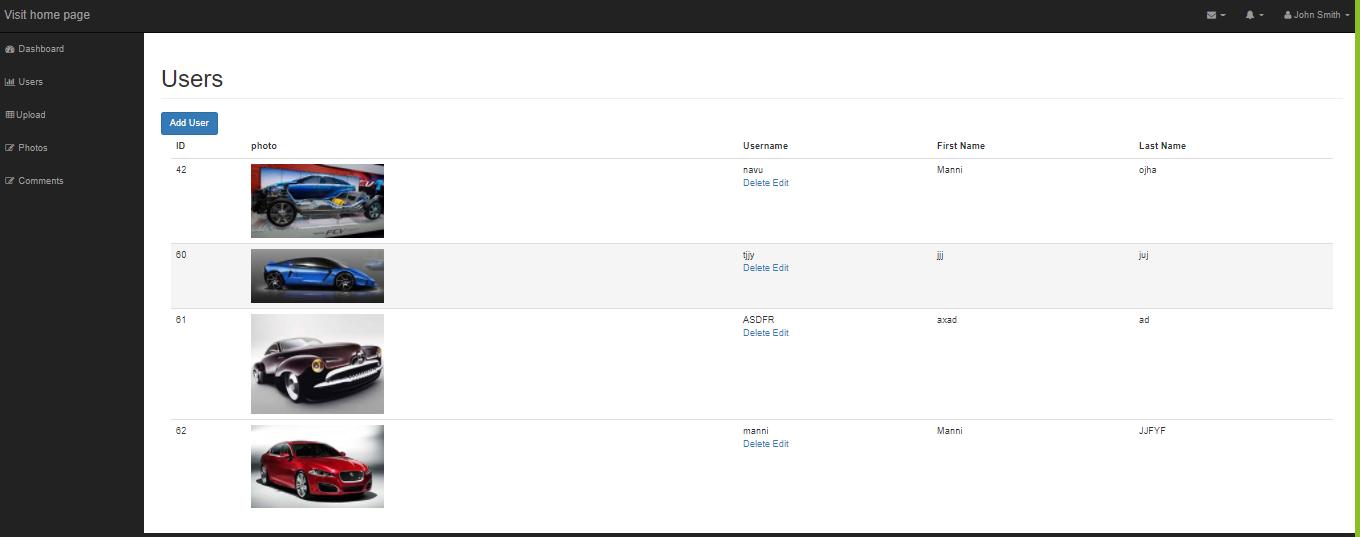 Visit home page
John Smith
Dashboard
Users
Upload
Photos
Comments
Users
Add User
ID photo Username First Name Last Name
42 navu Manni ojha
Delete Edit
FCV
60 tjjy jjj juj
Delete Edit
61 ASDFR axad ad
Delete Edit
62 manni Manni JJFYF
Delete Edit